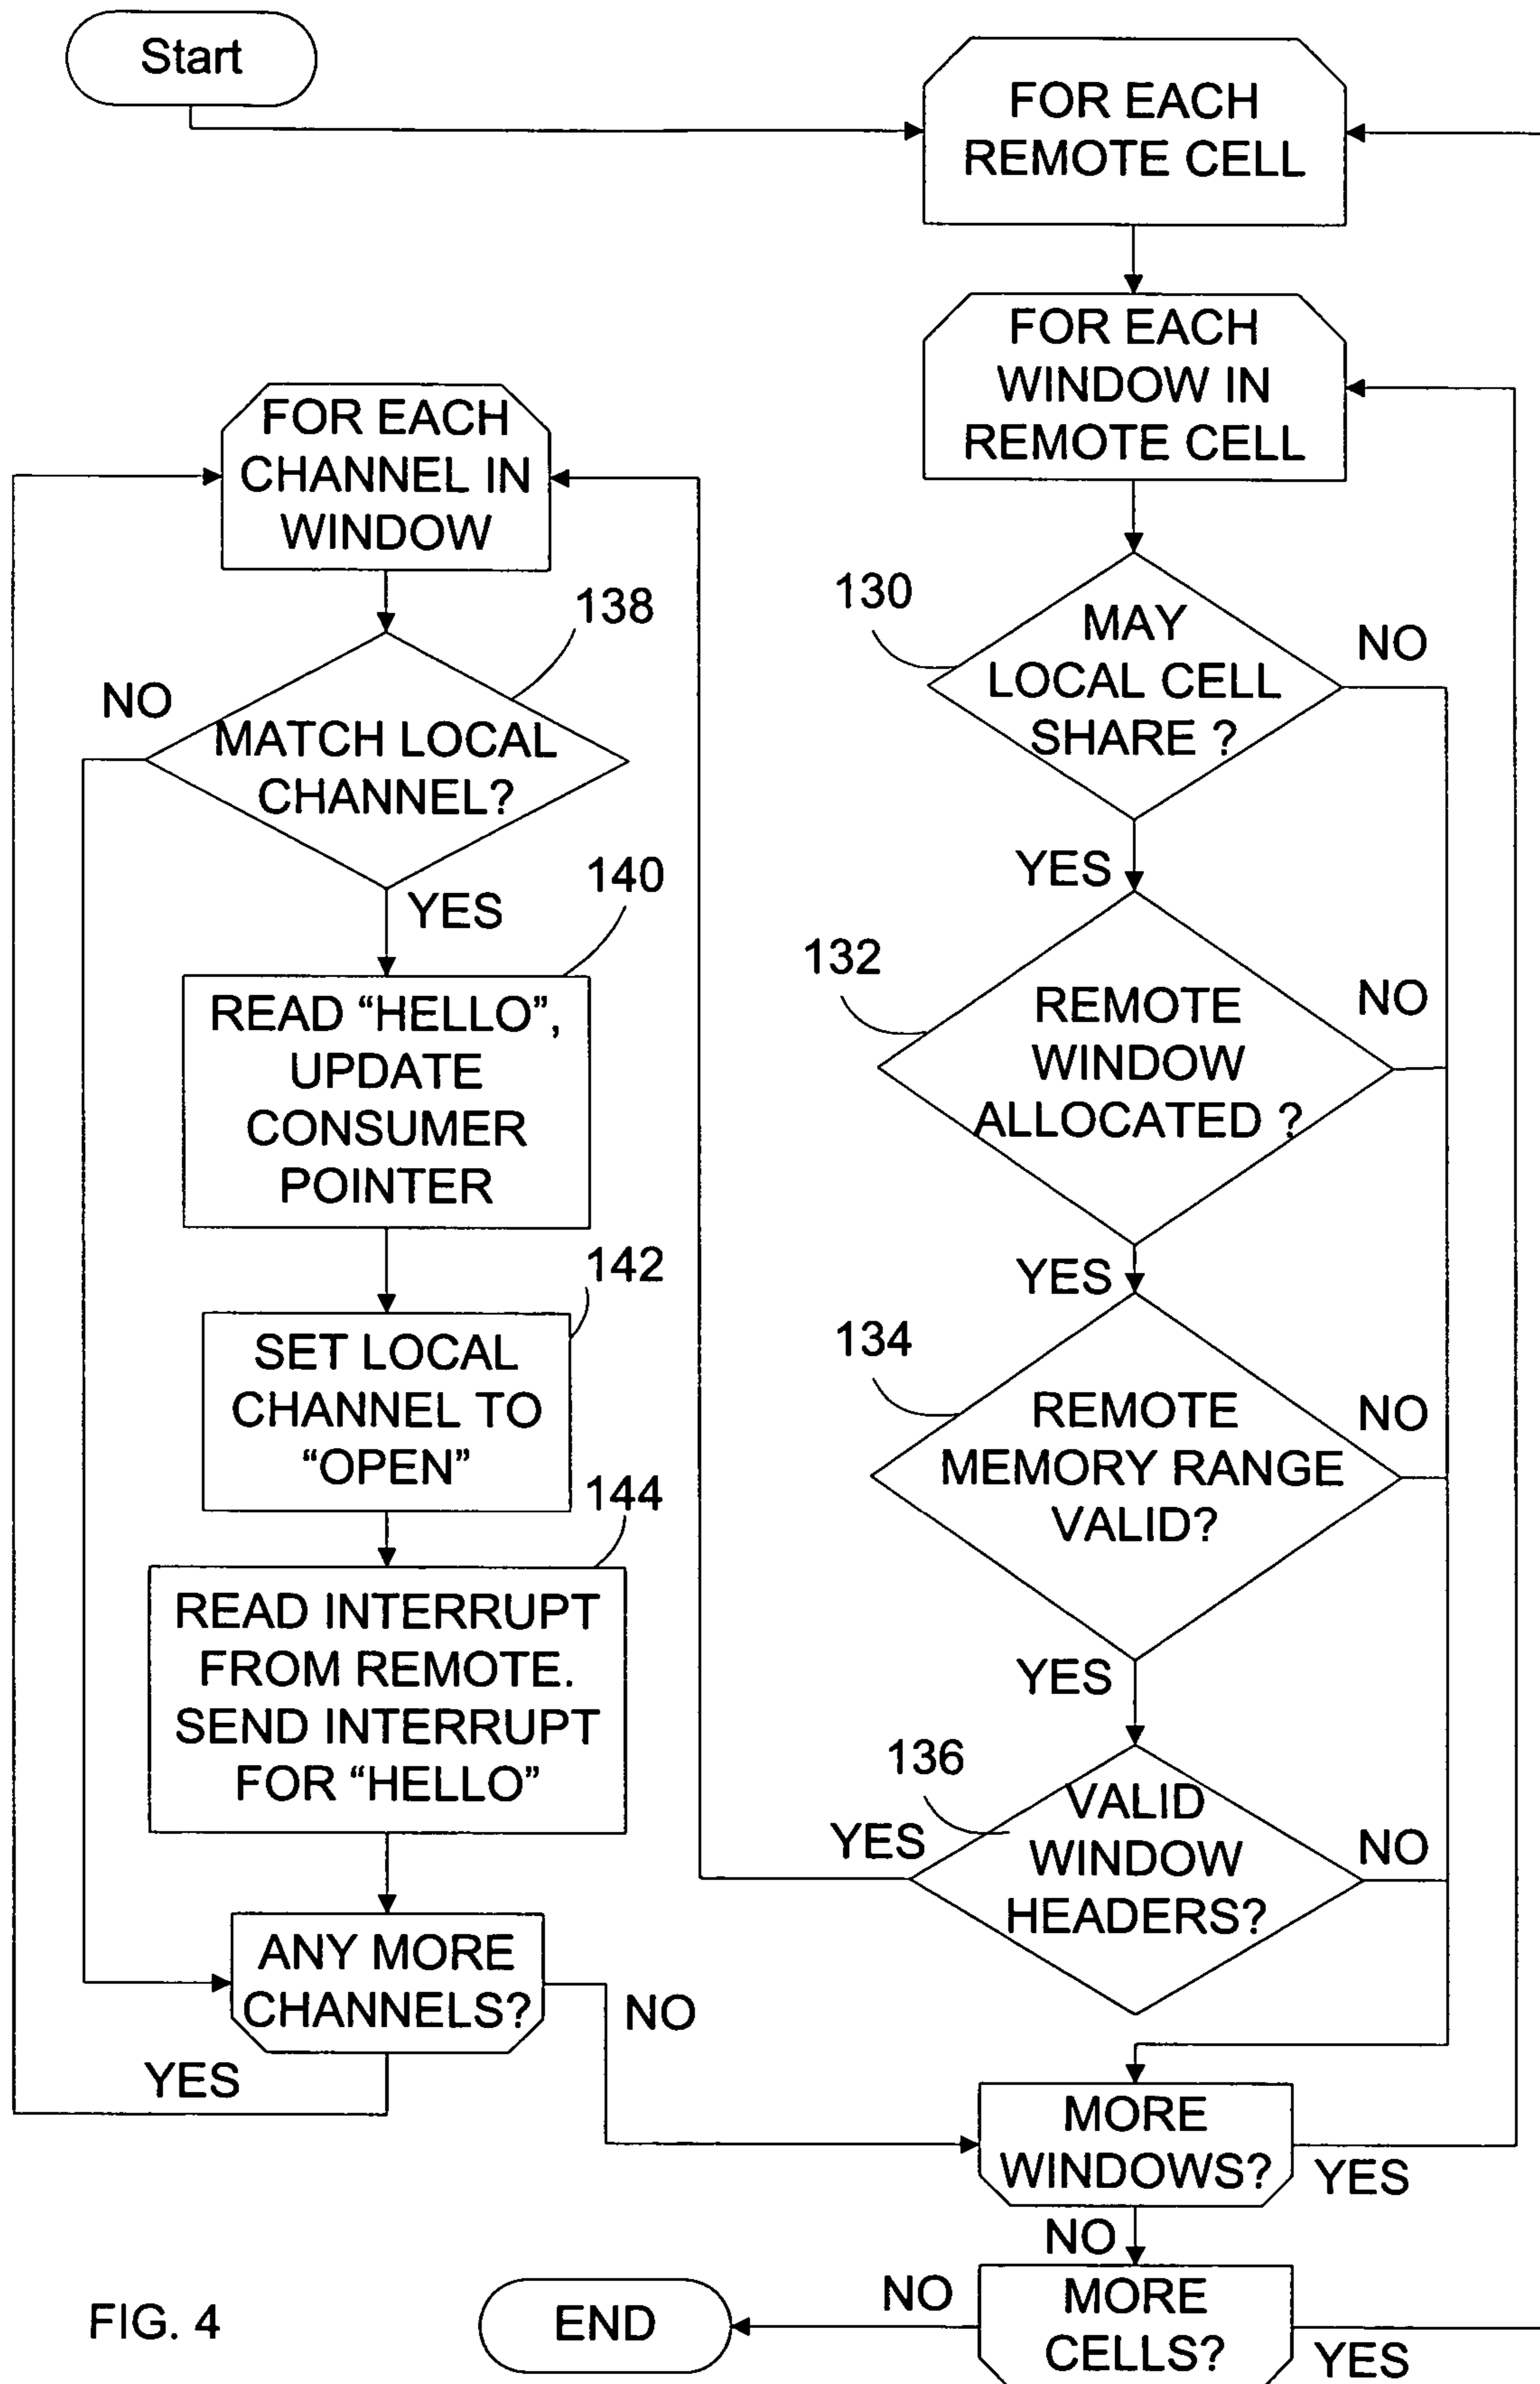 Start
FOR EACH
REMOTE CELL
FOR EACH
WINDOW IN
REMOTE CELL
FOR EACH
CHANNEL IN
WINDOW
130
MAY
LOCAL CELL
SHARE ?
NO
YES
132
REMOTE
WINDOW
ALLOCATED ?
NO
YES
134
REMOTE
MEMORY RANGE
VALID?
NO
YES
136
VALID
WINDOW
HEADERS?
NO
YES
138
MATCH LOCAL
CHANNEL?
NO
YES
140
READ “HELLO”,
UPDATE
CONSUMER
POINTER
142
SET LOCAL
CHANNEL TO
“OPEN”
144
READ INTERRUPT
FROM REMOTE.
SEND INTERRUPT
FOR “HELLO”
ANY MORE
CHANNELS?
NO
YES
MORE
WINDOWS?
YES
NO
MORE
CELLS?
YES
NO
END
FIG. 4